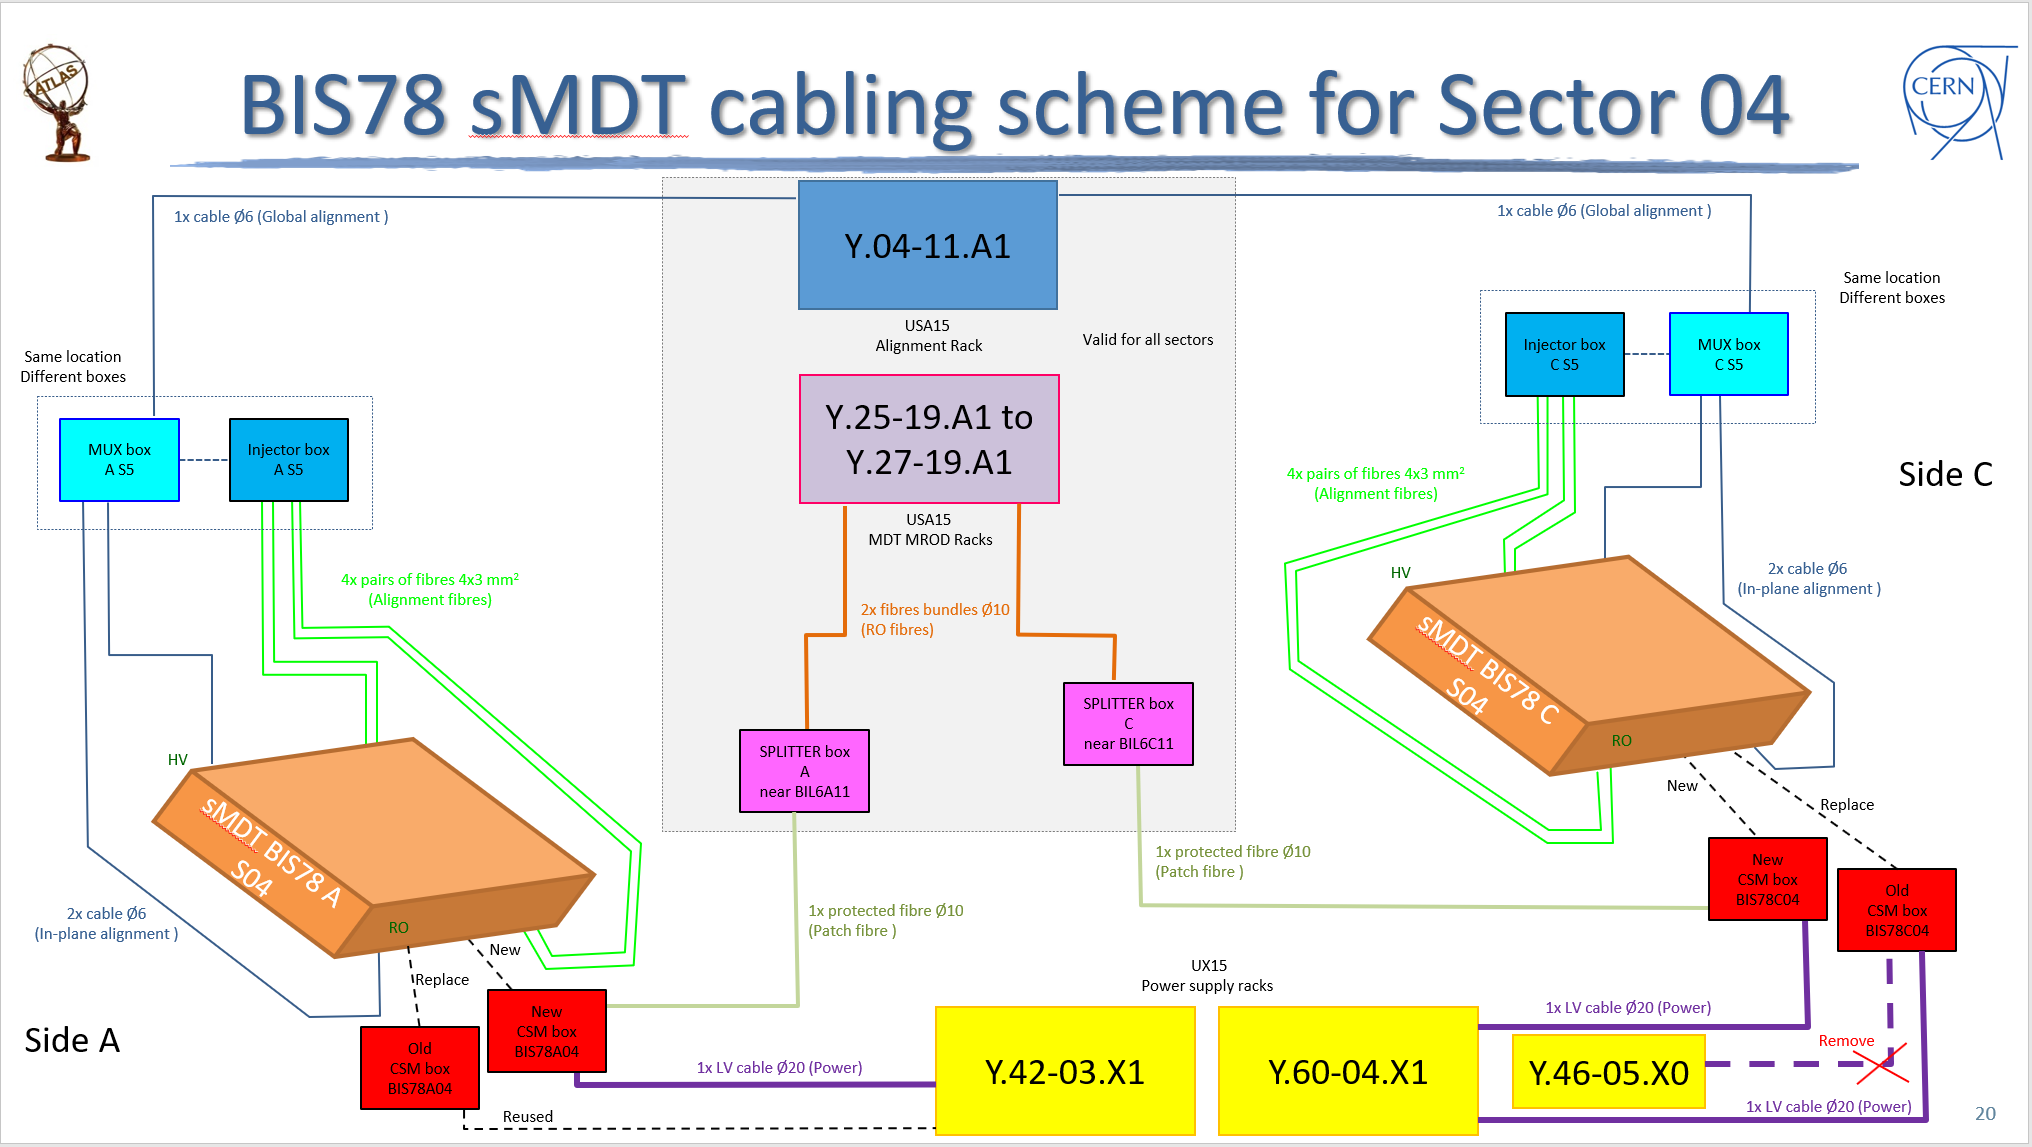 ATLAS
BIS78 sMDT cabling scheme for Sector 04
CERN
1x cable Ø6 (Global alignment )
Y.04-11.A1
1x cable Ø6 (Global alignment )
USA15
Alignment Rack
Valid for all sectors
Same location
Different boxes
Same location
Different boxes
Injector box
C S5
MUX box
C S5
MUX box
A S5
Injector box
A S5
Y.25-19.A1 to
Y.27-19.A1
USA15
MDT MROD Racks
4x pairs of fibres 4x3 mm²
(Alignment fibres)
Side C
4x pairs of fibres 4x3 mm²
(Alignment fibres)
2x fibres bundles Ø10
(RO fibres)
HV
2x cable Ø6
(In-plane alignment )
sMDT BIS78 C
S04
RO
SPLITTER box
C
near BIL6C11
SPLITTER box
A
near BIL6A11
HV
sMDT BIS78 A
S04
RO
New
Replace
1x protected fibre Ø10
(Patch fibre )
New
CSM box
BIS78C04
Old
CSM box
BIS78C04
2x cable Ø6
(In-plane alignment )
1x protected fibre Ø10
(Patch fibre )
New
Replace
UX15
Power supply racks
Side A
New
CSM box
BIS78A04
Old
CSM box
BIS78A04
1x LV cable Ø20 (Power)
Reused
Y.42-03.X1
Y.60-04.X1
Y.46-05.X0
1x LV cable Ø20 (Power)
Remove
1x LV cable Ø20 (Power)
20